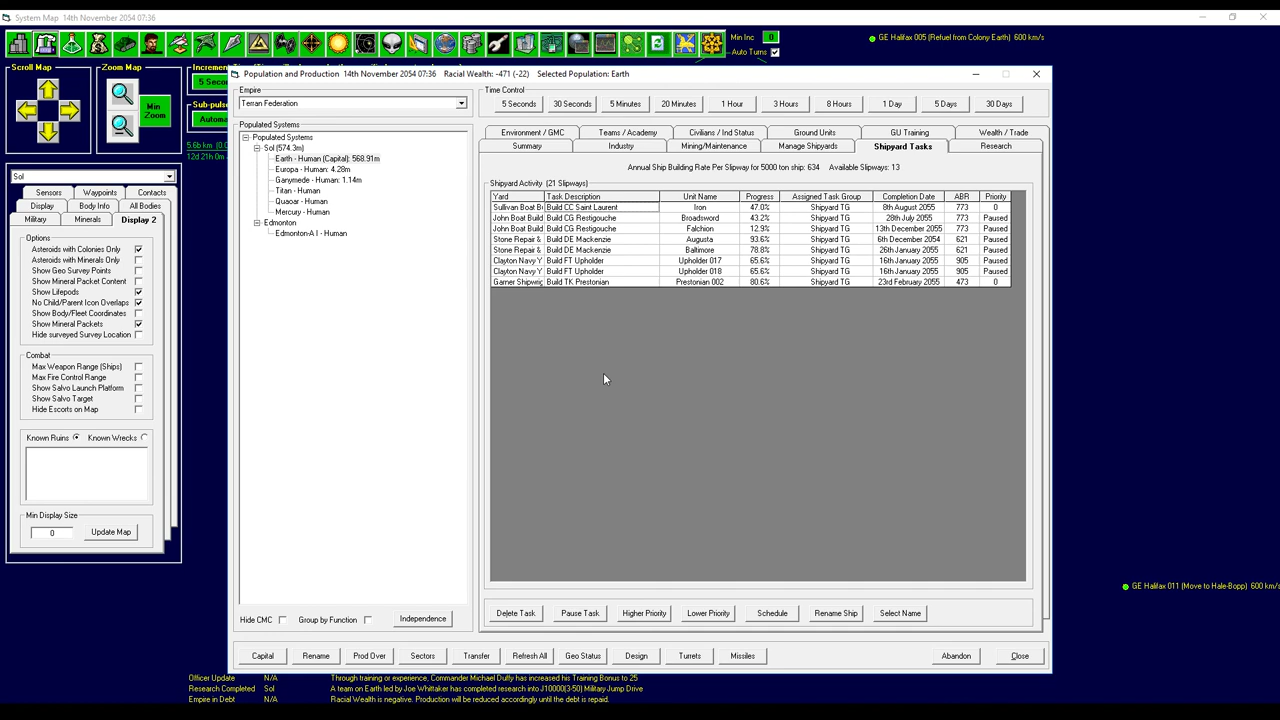 System Map  14th November 2054 07:36
Min Inc 0
Auto Turns
GE Halifax 005 (Refuel from Colony Earth) 600 km/s
Scroll Map
Zoom Map
Min Zoom
5 Secon
Sub-pulse
Automa
5.6b km
12d 21h 0m
Population and Production  14th November 2054 07:36  Racial Wealth: -471 (-22)  Selected Population: Earth
Empire
Terran Federation
Time Control
5 Seconds  30 Seconds  5 Minutes  20 Minutes  1 Hour  3 Hours  8 Hours  1 Day  5 Days  30 Days
Populated Systems
Populated Systems
Sol (574.3m)
Earth - Human (Capital): 568.91m
Europa - Human: 4.28m
Ganymede - Human: 1.14m
Titan - Human
Quaoar - Human
Mercury - Human
Edmonton
Edmonton-A I - Human
Hide CMC
Group by Function
Independence
Environment / GMC  Teams / Academy  Civilians / Ind Status  Ground Units  GU Training  Wealth / Trade
Summary  Industry  Mining/Maintenance  Manage Shipyards  Shipyard Tasks  Research
Annual Ship Building Rate Per Slipway for 5000 ton ship: 634  Available Slipways: 13
Shipyard Activity  (21 Slipways)
Yard  Task Description  Unit Name  Progress  Assigned Task Group  Completion Date  ABR  Priority
Sullivan Boat B  Build CC Saint Laurent  Iron  47.0%  Shipyard TG  8th August 2055  773  0
John Boat Build  Build CG Restigouche  Broadsword  43.2%  Shipyard TG  28th July 2055  773  Paused
John Boat Build  Build CG Restigouche  Falchion  12.9%  Shipyard TG  13th December 2055  773  Paused
Stone Repair &  Build DE Mackenzie  Augusta  93.6%  Shipyard TG  6th December 2054  621  Paused
Stone Repair &  Build DE Mackenzie  Baltimore  78.8%  Shipyard TG  26th January 2055  621  Paused
Clayton Navy Y  Build FT Upholder  Upholder 017  65.6%  Shipyard TG  16th January 2055  905  Paused
Clayton Navy Y  Build FT Upholder  Upholder 018  65.6%  Shipyard TG  16th January 2055  905  Paused
Garner Shipwrig  Build TK Prestonian  Prestonian 002  80.6%  Shipyard TG  23rd February 2055  473  0
Delete Task  Pause Task  Higher Priority  Lower Priority  Schedule  Rename Ship  Select Name
Capital  Rename  Prod Over  Sectors  Transfer  Refresh All  Geo Status  Design  Turrets  Missiles  Abandon  Close
Sol
Sensors  Waypoints  Contacts
Display  Body Info  All Bodies
Military  Minerals  Display 2
Options
Asteroids with Colonies Only
Asteroids with Minerals Only
Show Geo Survey Points
Show Mineral Packet Content
Show Lifepods
No Child/Parent Icon Overlaps
Show Body/Fleet Coordinates
Show Mineral Packets
Hide surveyed Survey Location
Combat
Max Weapon Range (Ships)
Max Fire Control Range
Show Salvo Launch Platform
Show Salvo Target
Hide Escorts on Map
Known Ruins  Known Wrecks
Min Display Size
0  Update Map
GE Halifax 011 (Move to Hale-Bopp)  600 km/s
Officer Update  N/A  Through training or experience, Commander Michael Duffy has increased his Training Bonus to 25
Research Completed  Sol  A team on Earth led by Joe Whittaker has completed research into J10000(3-50) Military Jump Drive
Empire in Debt  N/A  Racial Wealth is negative. Production will be reduced accordingly until the debt is repaid.